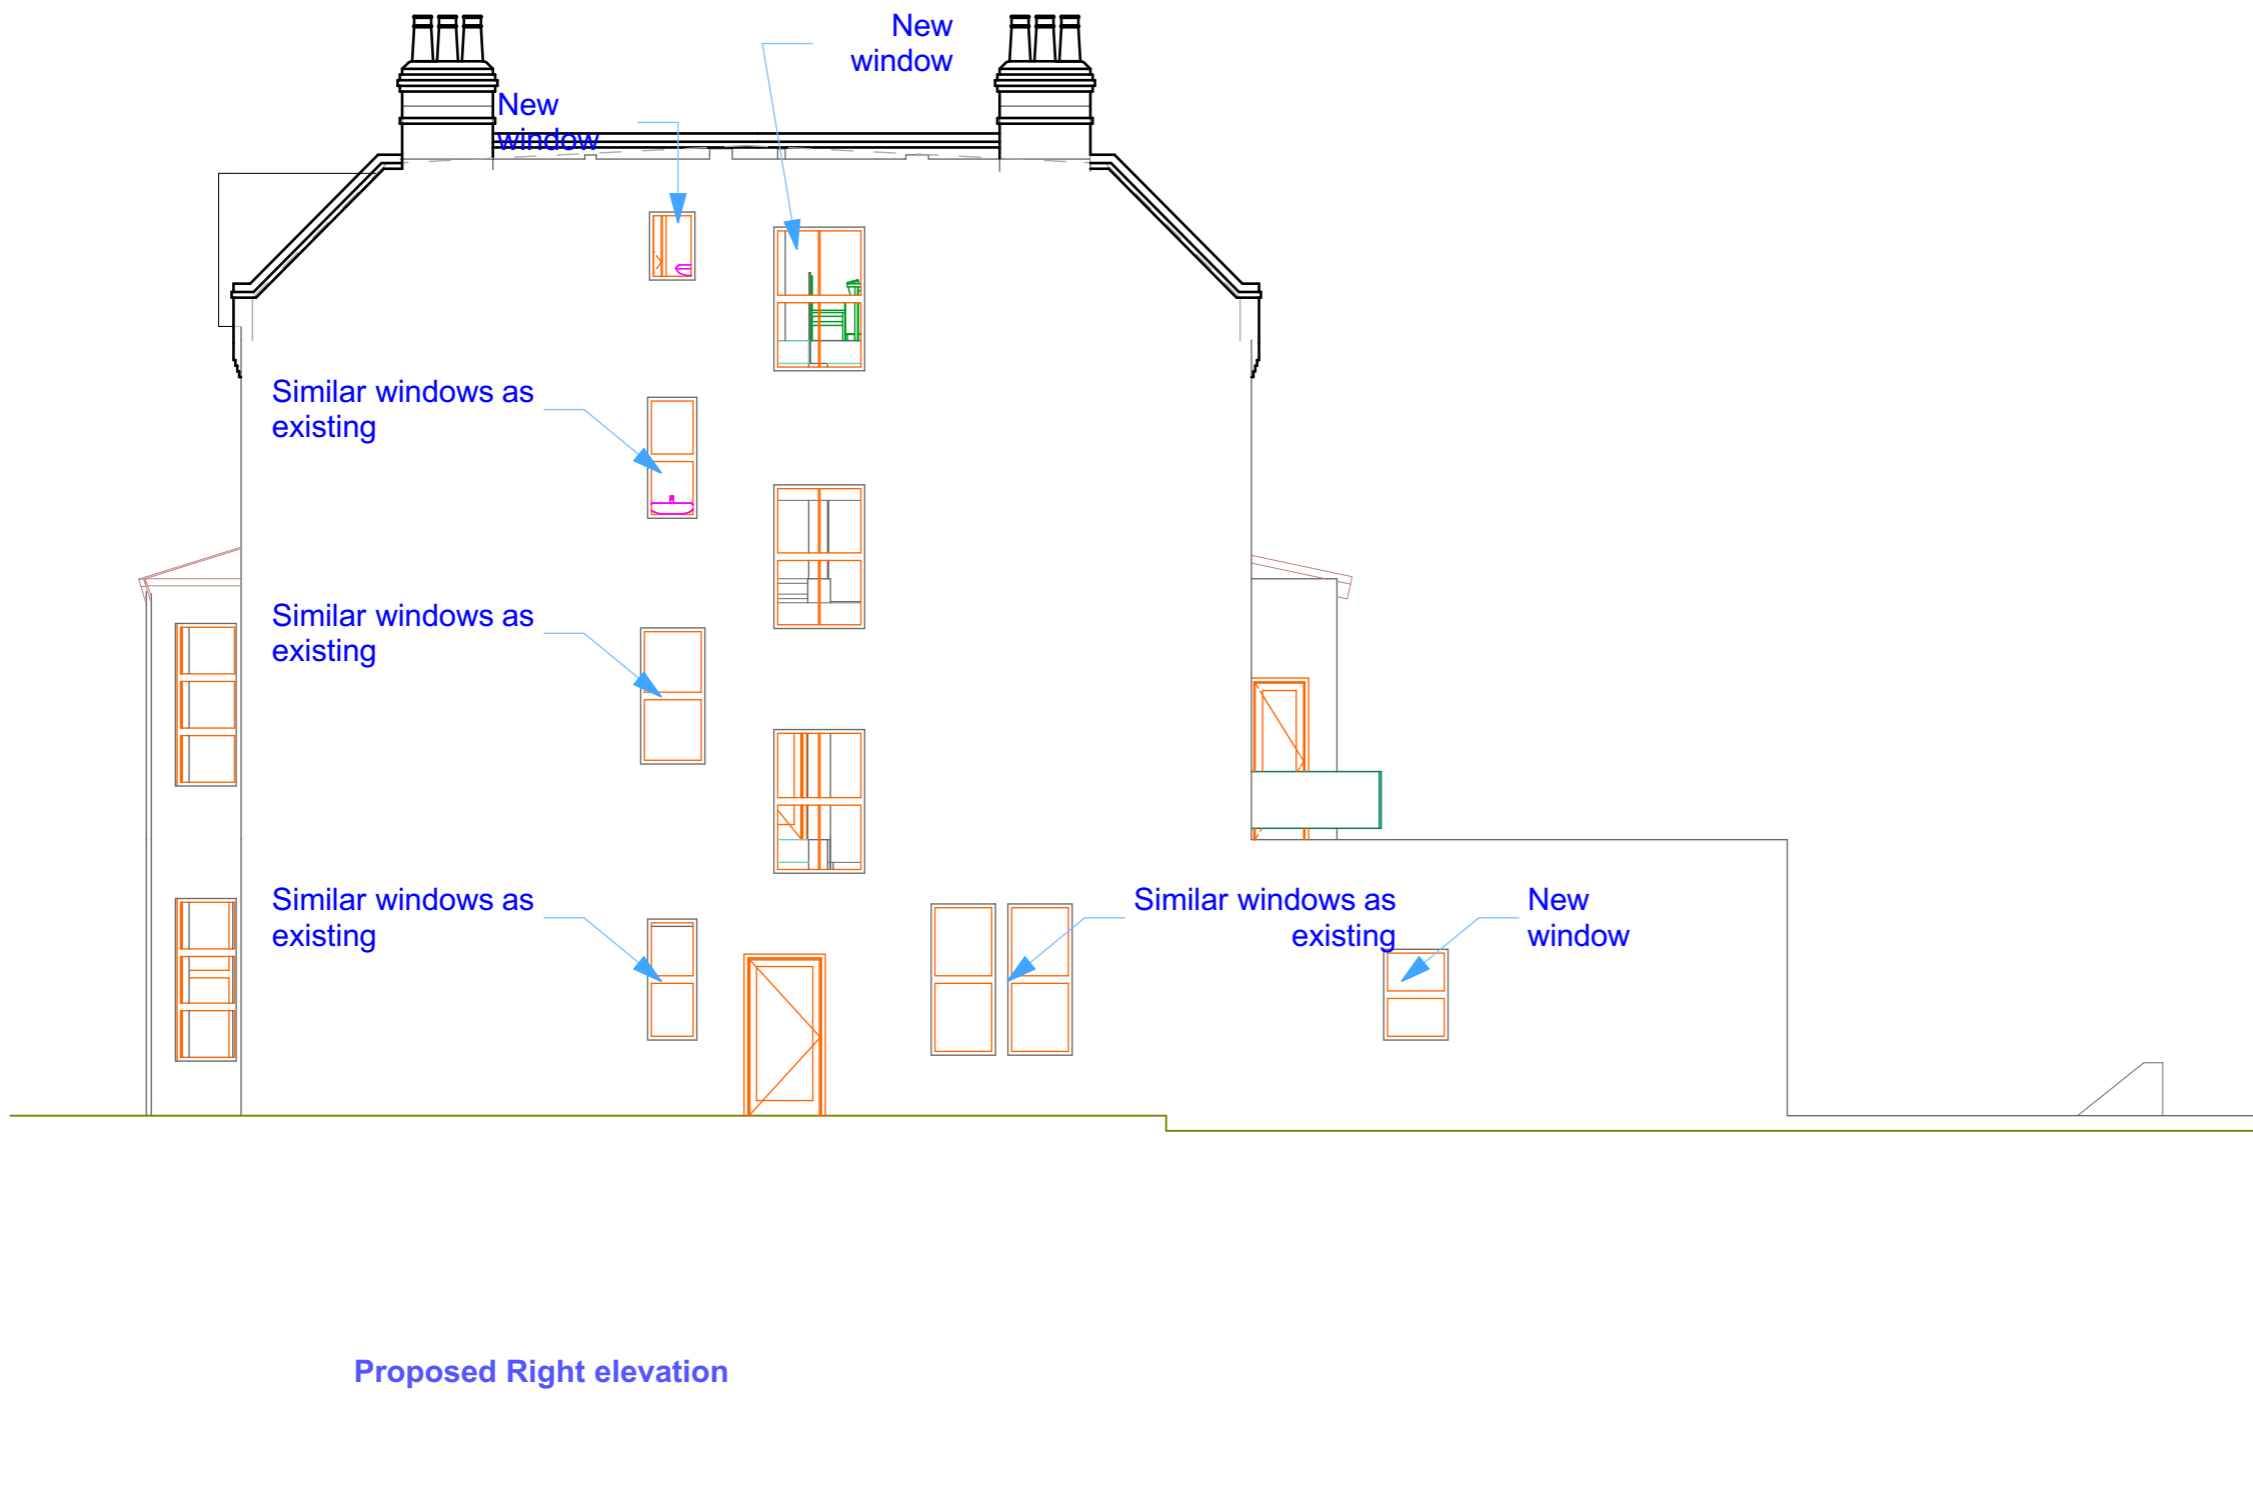 New
window
New
window
Similar windows as
existing
Similar windows as
existing
Similar windows as
existing
Similar windows as
existing
New
window
Proposed Right elevation